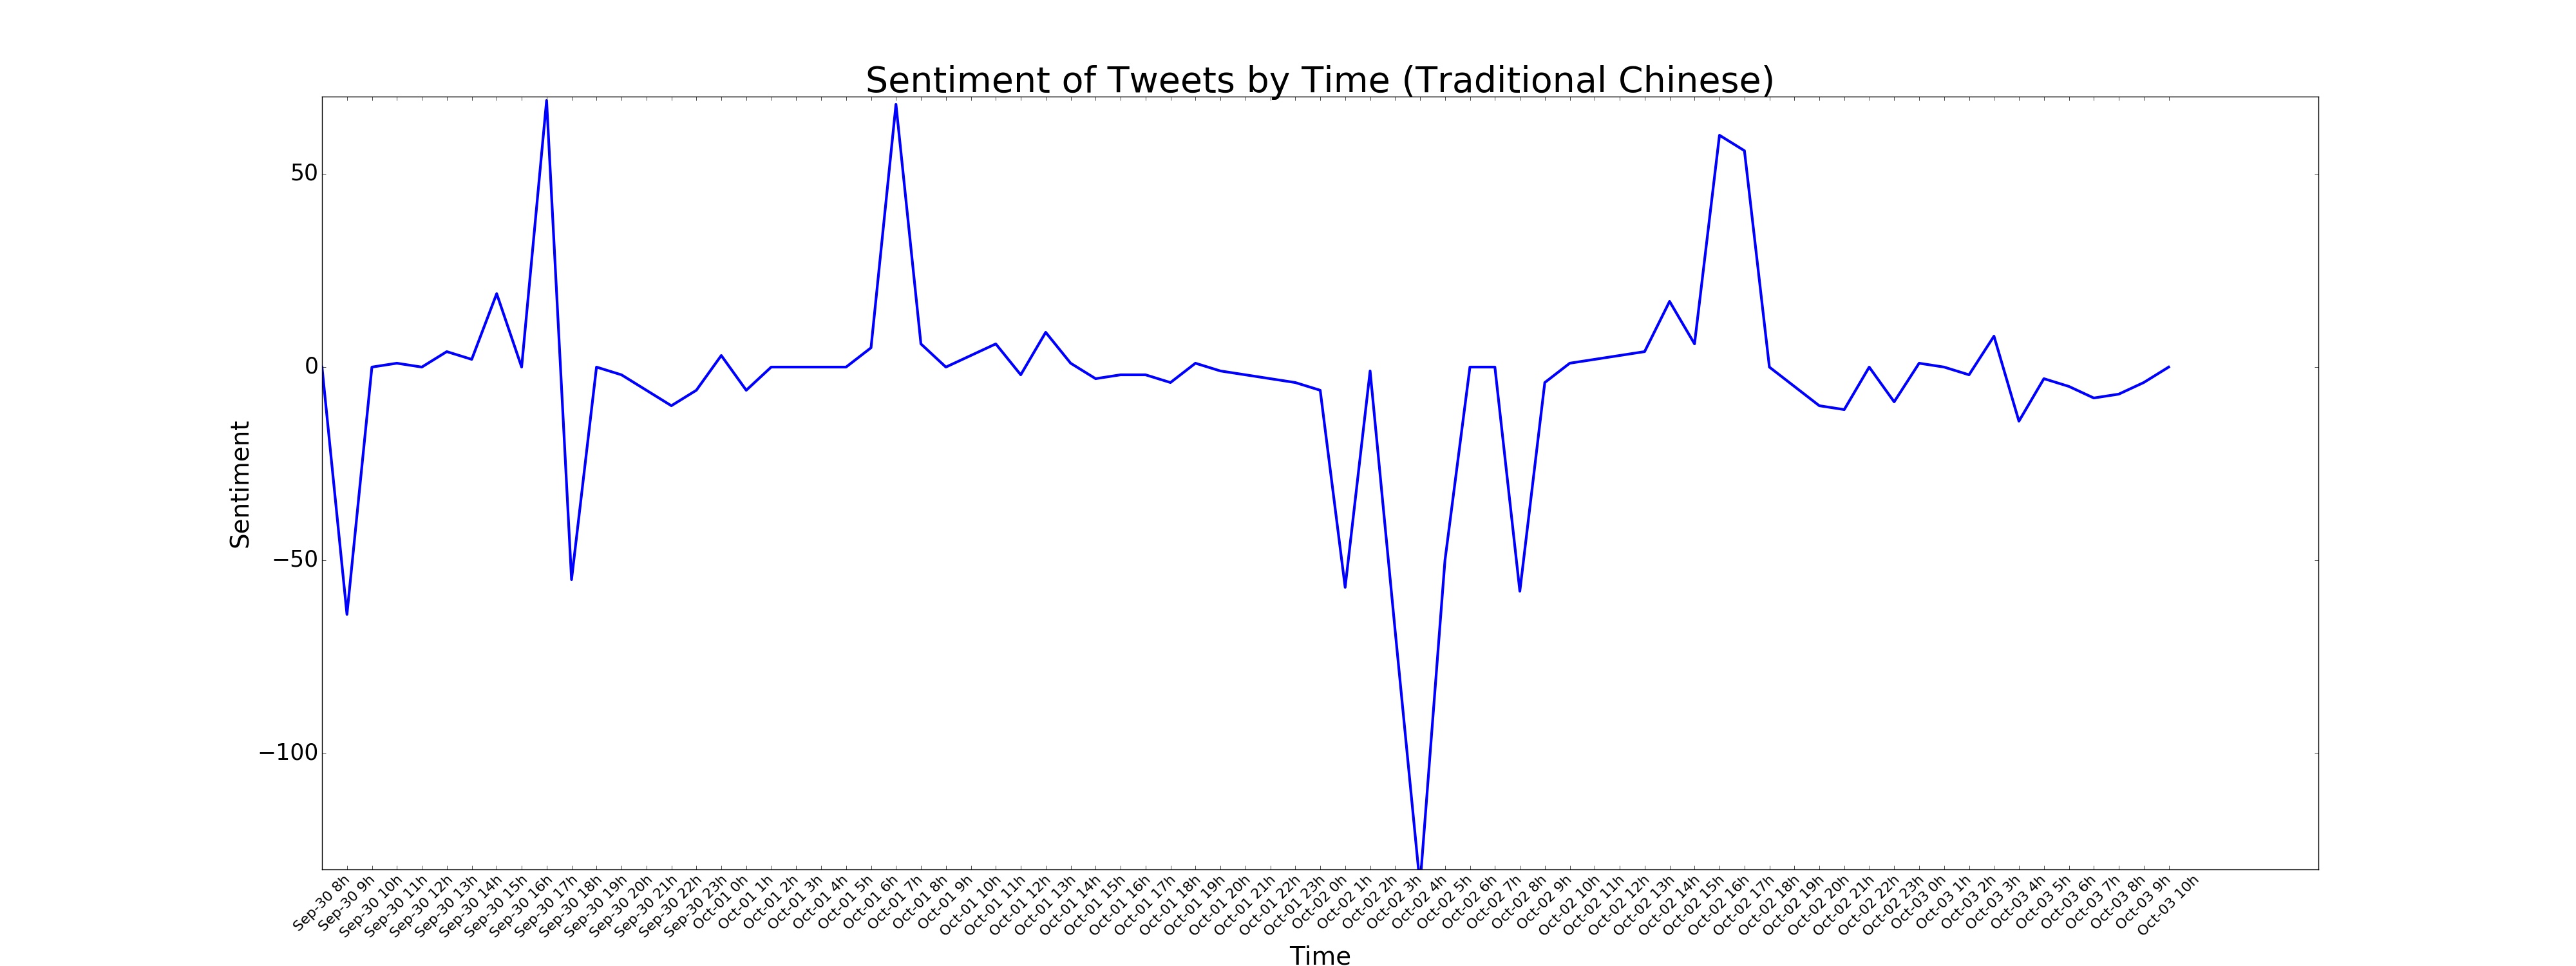 Sentiment of Tweets by Time (Traditional Chinese)
50
0
−50
−100
Sentiment
Sep-30 8h
Sep-30 9h
Sep-30 10h
Sep-30 11h
Sep-30 12h
Sep-30 13h
Sep-30 14h
Sep-30 15h
Sep-30 16h
Sep-30 17h
Sep-30 18h
Sep-30 19h
Sep-30 20h
Sep-30 21h
Sep-30 22h
Sep-30 23h
Oct-01 0h
Oct-01 1h
Oct-01 2h
Oct-01 3h
Oct-01 4h
Oct-01 5h
Oct-01 6h
Oct-01 7h
Oct-01 8h
Oct-01 9h
Oct-01 10h
Oct-01 11h
Oct-01 12h
Oct-01 13h
Oct-01 14h
Oct-01 15h
Oct-01 16h
Oct-01 17h
Oct-01 18h
Oct-01 19h
Oct-01 20h
Oct-01 21h
Oct-01 22h
Oct-01 23h
Oct-02 0h
Oct-02 1h
Oct-02 2h
Oct-02 3h
Oct-02 4h
Oct-02 5h
Oct-02 6h
Oct-02 7h
Oct-02 8h
Oct-02 9h
Oct-02 10h
Oct-02 11h
Oct-02 12h
Oct-02 13h
Oct-02 14h
Oct-02 15h
Oct-02 16h
Oct-02 17h
Oct-02 18h
Oct-02 19h
Oct-02 20h
Oct-02 21h
Oct-02 22h
Oct-02 23h
Oct-03 0h
Oct-03 1h
Oct-03 2h
Oct-03 3h
Oct-03 4h
Oct-03 5h
Oct-03 6h
Oct-03 7h
Oct-03 8h
Oct-03 9h
Oct-03 10h
Time